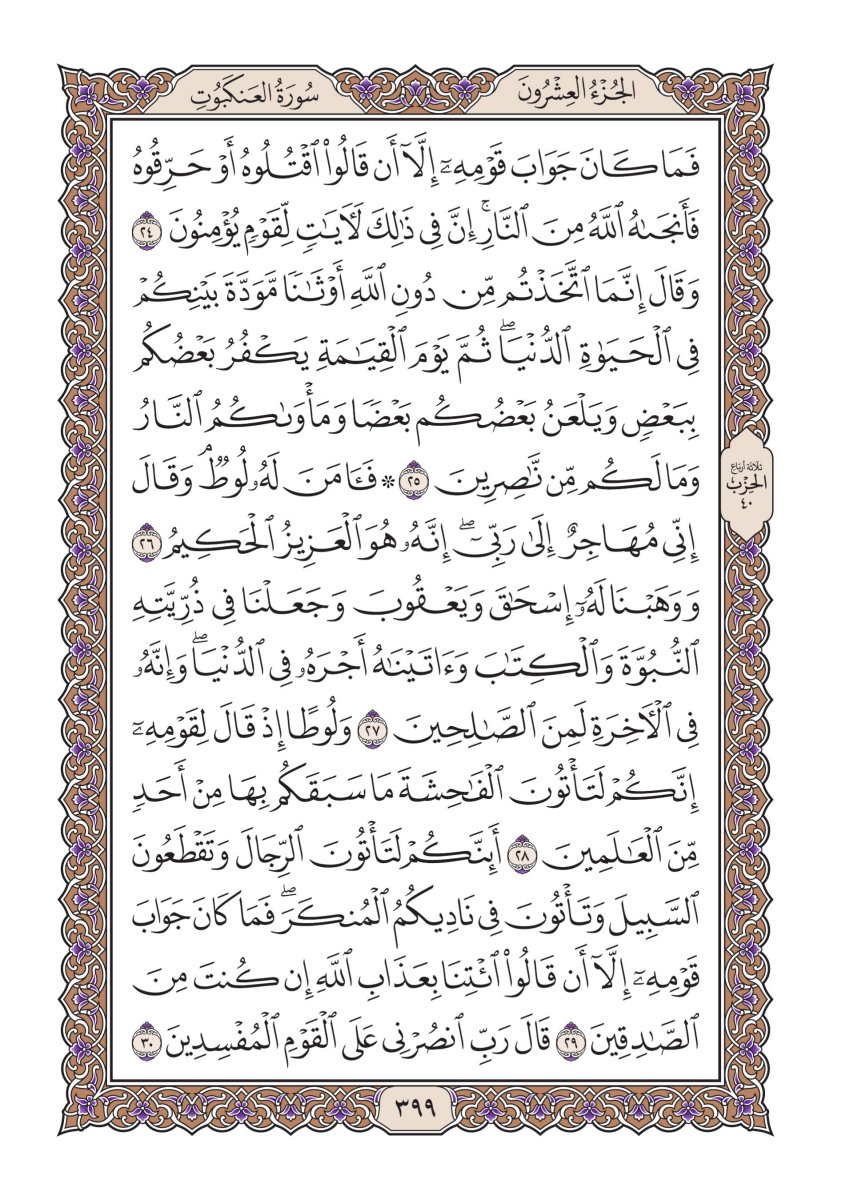 الجُزْءُ العِشْرُونَ
سُورَةُ العَنكَبُوتِ
فَمَا كَانَ جَوَابَ قَوْمِهِۦٓ إِلَّآ أَن قَالُواْ ٱقْتُلُوهُ أَوْ حَرِّقُوهُ
فَأَنجَىٰهُ ٱللَّهُ مِنَ ٱلنَّارِۚ إِنَّ فِي ذَٰلِكَ لَأٓيَٰتٖ لِّقَوْمٖ يُؤْمِنُونَ ٢٤
وَقَالَ إِنَّمَا ٱتَّخَذْتُم مِّن دُونِ ٱللَّهِ أَوْثَٰنٗا مَّوَدَّةَ بَيْنِكُمْ
فِي ٱلْحَيَوٰةِ ٱلدُّنْيَاۖ ثُمَّ يَوْمَ ٱلْقِيَٰمَةِ يَكْفُرُ بَعْضُكُم
بِبَعْضٖ وَيَلْعَنُ بَعْضُكُم بَعْضٗا وَمَأْوَىٰكُمُ ٱلنَّارُ
وَمَا لَكُم مِّن نَّٰصِرِينَ ٢٥ * فَـَٔامَنَ لَهُۥ لُوطٞۘ وَقَالَ
إِنِّي مُهَاجِرٌ إِلَىٰ رَبِّيٓۖ إِنَّهُۥ هُوَ ٱلْعَزِيزُ ٱلْحَكِيمُ ٢٦
وَوَهَبْنَا لَهُۥٓ إِسْحَٰقَ وَيَعْقُوبَ وَجَعَلْنَا فِي ذُرِّيَّتِهِ
ٱلنُّبُوَّةَ وَٱلْكِتَٰبَ وَءَاتَيْنَٰهُ أَجْرَهُۥ فِي ٱلدُّنْيَاۖ وَإِنَّهُۥ
فِي ٱلْأٓخِرَةِ لَمِنَ ٱلصَّٰلِحِينَ ٢٧ وَلُوطًا إِذْ قَالَ لِقَوْمِهِۦٓ
إِنَّكُمْ لَتَأْتُونَ ٱلْفَٰحِشَةَ مَا سَبَقَكُم بِهَا مِنْ أَحَدٖ
مِّنَ ٱلْعَٰلَمِينَ ٢٨ أَئِنَّكُمْ لَتَأْتُونَ ٱلرِّجَالَ وَتَقْطَعُونَ
ٱلسَّبِيلَ وَتَأْتُونَ فِي نَادِيكُمُ ٱلْمُنكَرَۖ فَمَا كَانَ جَوَابَ
قَوْمِهِۦٓ إِلَّآ أَن قَالُواْ ٱئْتِنَا بِعَذَابِ ٱللَّهِ إِن كُنتَ مِنَ
ٱلصَّٰدِقِينَ ٢٩ قَالَ رَبِّ ٱنصُرْنِي عَلَى ٱلْقَوْمِ ٱلْمُفْسِدِينَ ٣٠
ثلاثة أرباع
الحِزْب
٤٠
٣٩٩